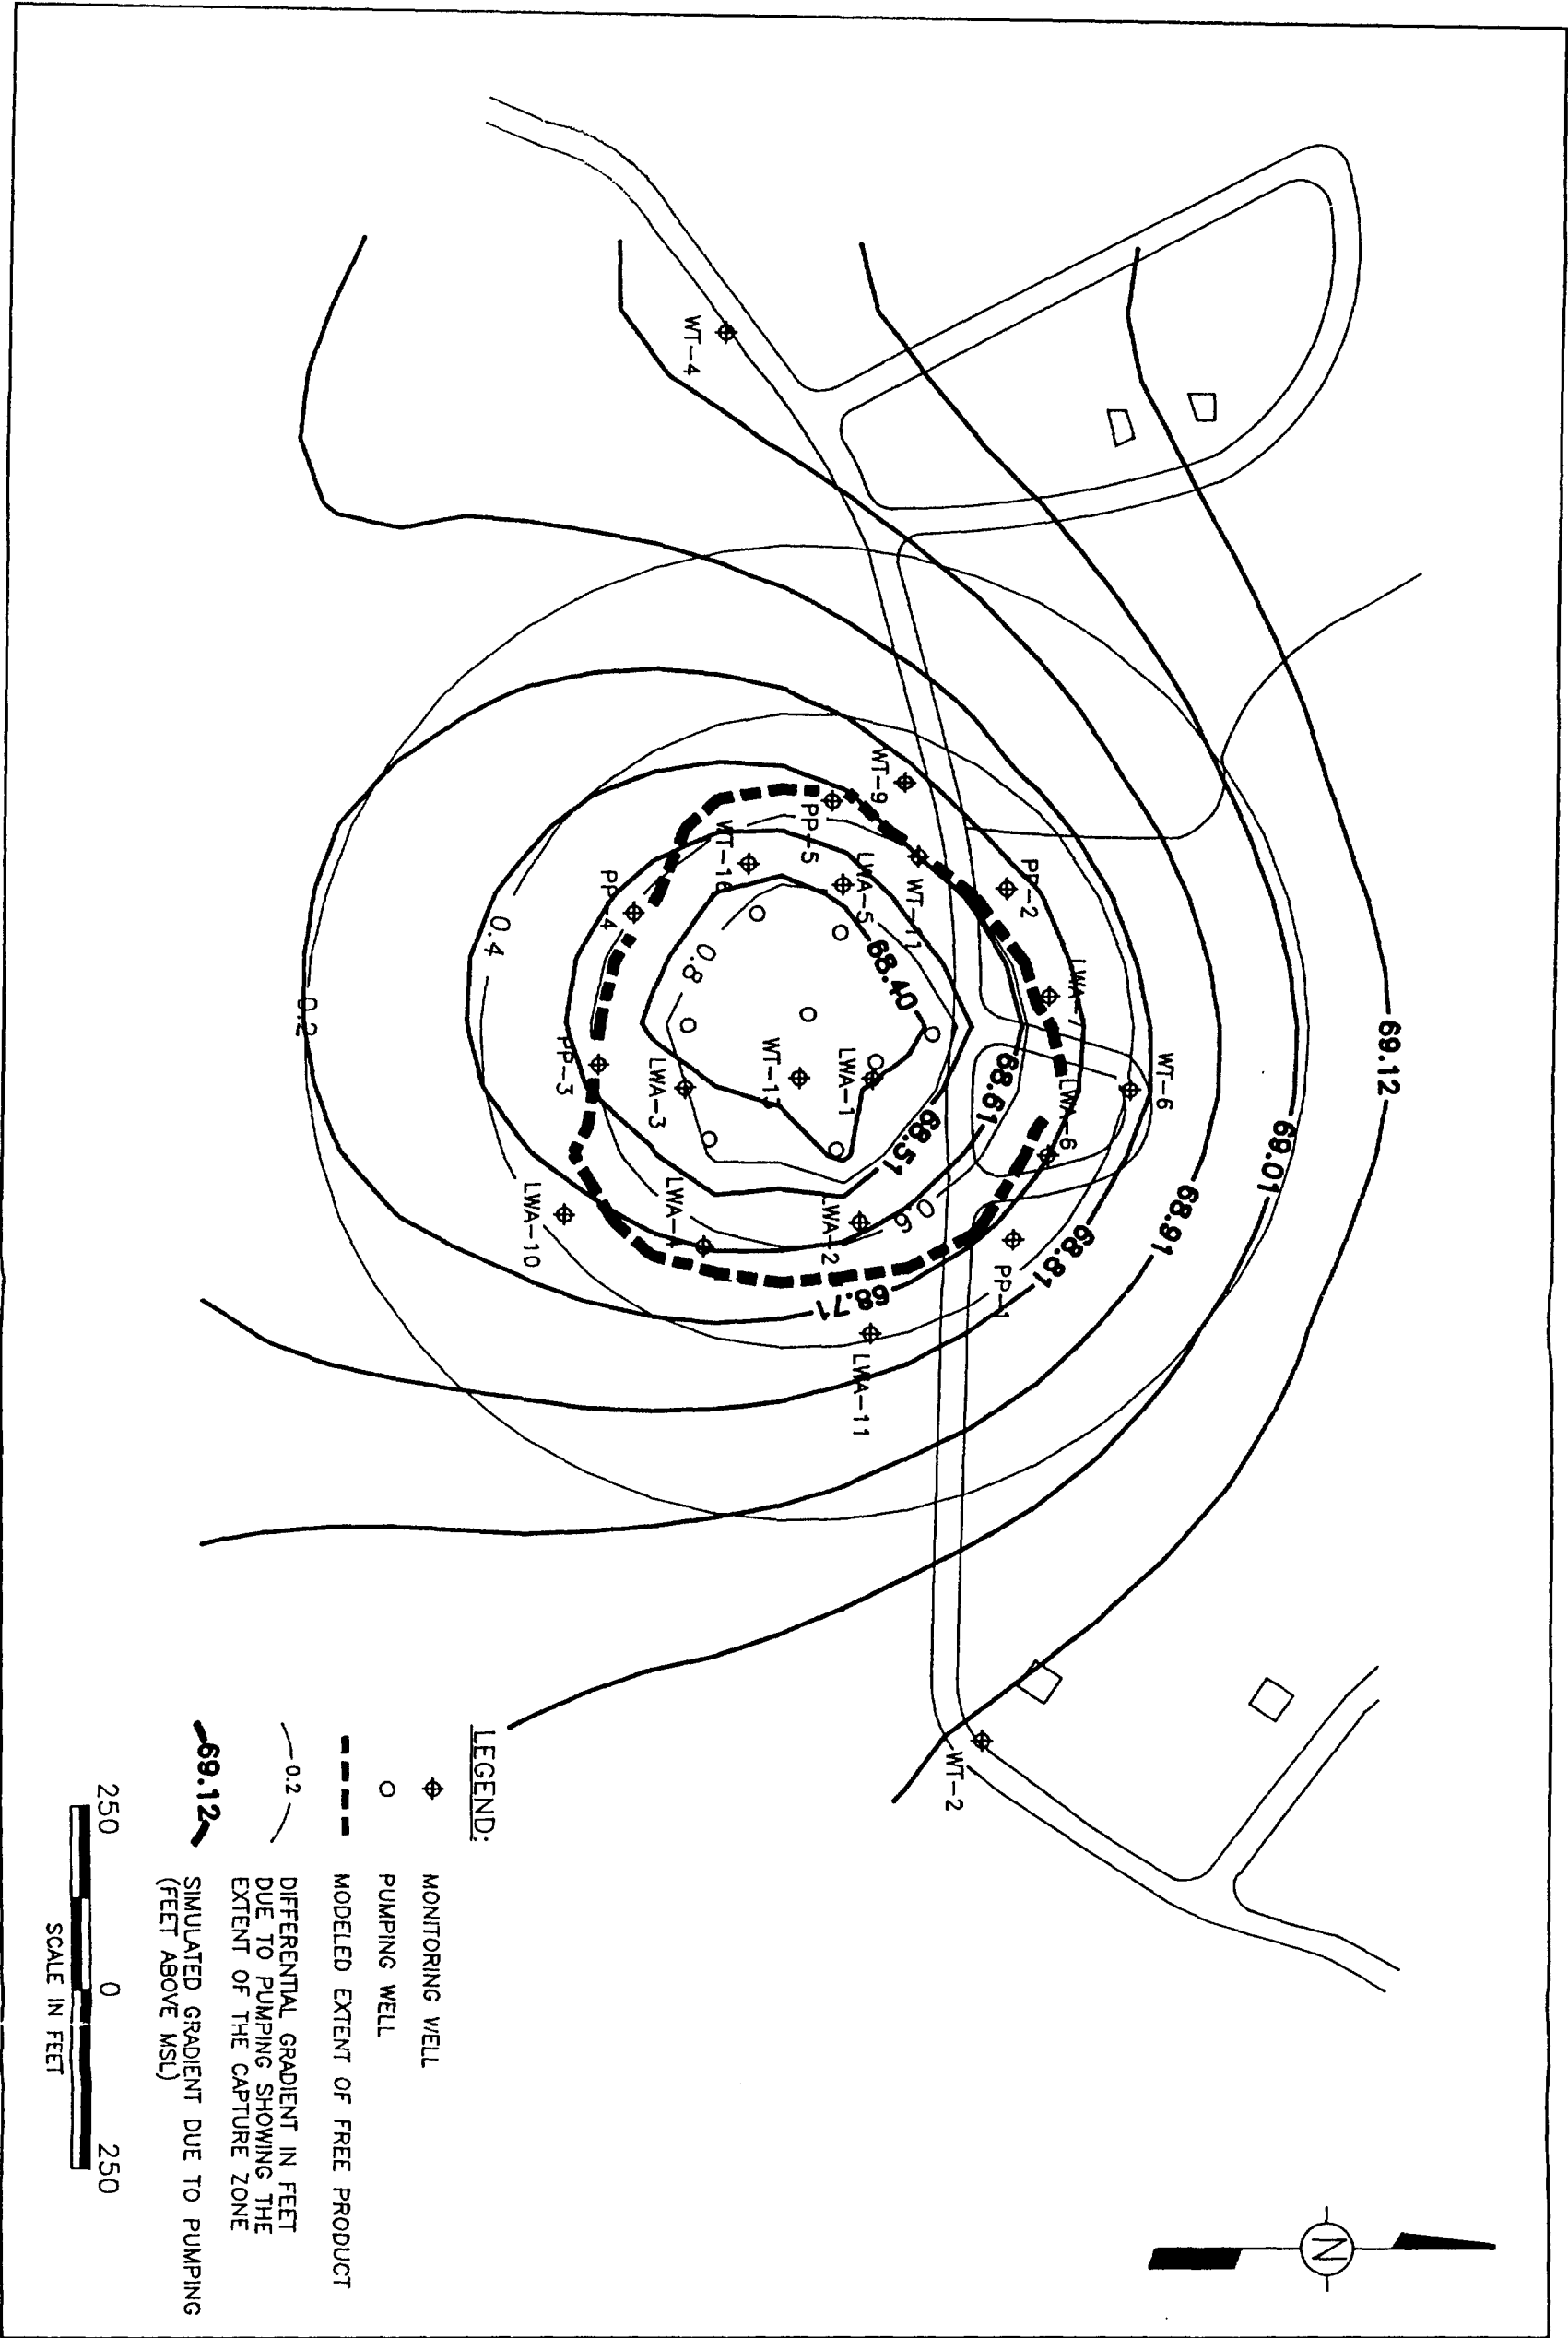 WT-4
WT-9
PP-5
WT-16
LWA-5
WT-11
PP-2
PP-4
68.40
0.4
0.8
LWA-7
0.2
69.12
WT-6
PP-3
LWA-3
WT-13
LWA-1
68.61
LWA-6
68.51
69.01
68.91
68.81
LWA-10
LWA-4
LWA-2
0.6
PP-1
68.71
LWA-11
WT-2
N
LEGEND:
MONITORING WELL
PUMPING WELL
MODELED EXTENT OF FREE PRODUCT
0.2
DIFFERENTIAL GRADIENT IN FEET
DUE TO PUMPING SHOWING THE
EXTENT OF THE CAPTURE ZONE
69.12
SIMULATED GRADIENT DUE TO PUMPING
(FEET ABOVE MSL)
250 0 250
SCALE IN FEET